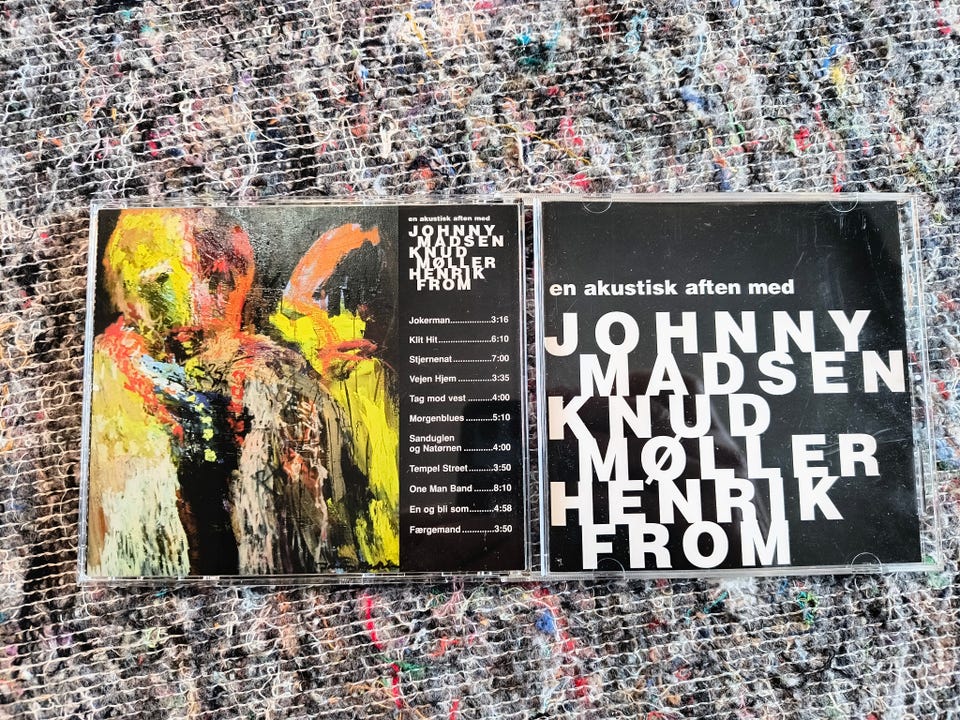 en akustisk aften med
JOHNNY
MADSEN
KNUD
MØLLER
HENRIK
FROM
Jokerman..................3:16
Klit Hit.......................6:10
Stjernenat.................7:00
Vejen Hjem...............3:35
Tag mod vest...........4:00
Morgenblues............5:10
Sanduglen
og Natørnen.............4:00
Tempel Street...........3:50
One Man Band.........8:10
En og bli som...........4:58
Færgemand..............3:50
en akustisk aften med
JOHNNY
MADSEN
KNUD
MØLLER
HENRIK
FROM